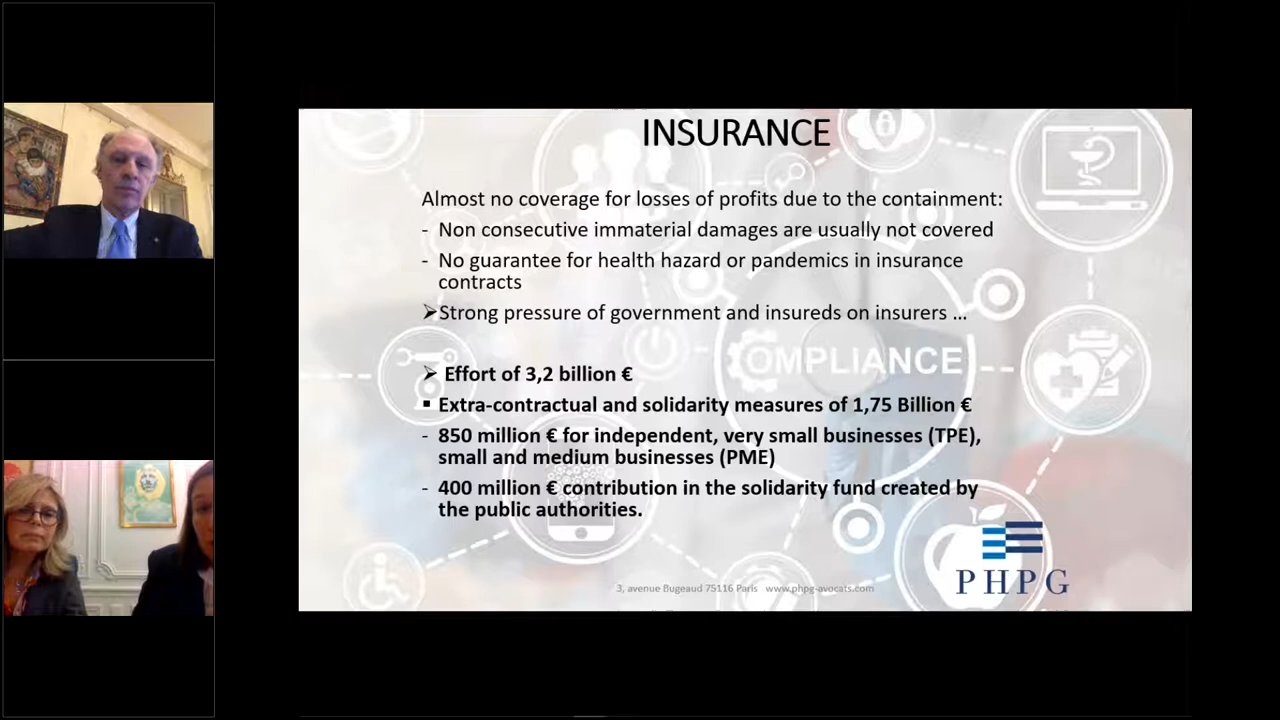 INSURANCE
Almost no coverage for losses of profits due to the containment:
- Non consecutive immaterial damages are usually not covered
- No guarantee for health hazard or pandemics in insurance
contracts
➢Strong pressure of government and insureds on insurers …
COMPLIANCE
➢ Effort of 3,2 billion €
▪ Extra-contractual and solidarity measures of 1,75 Billion €
- 850 million € for independent, very small businesses (TPE),
small and medium businesses (PME)
- 400 million € contribution in the solidarity fund created by
the public authorities.
3, avenue Bugeaud 75116 Paris www.phpg-avocats.com
PHPG